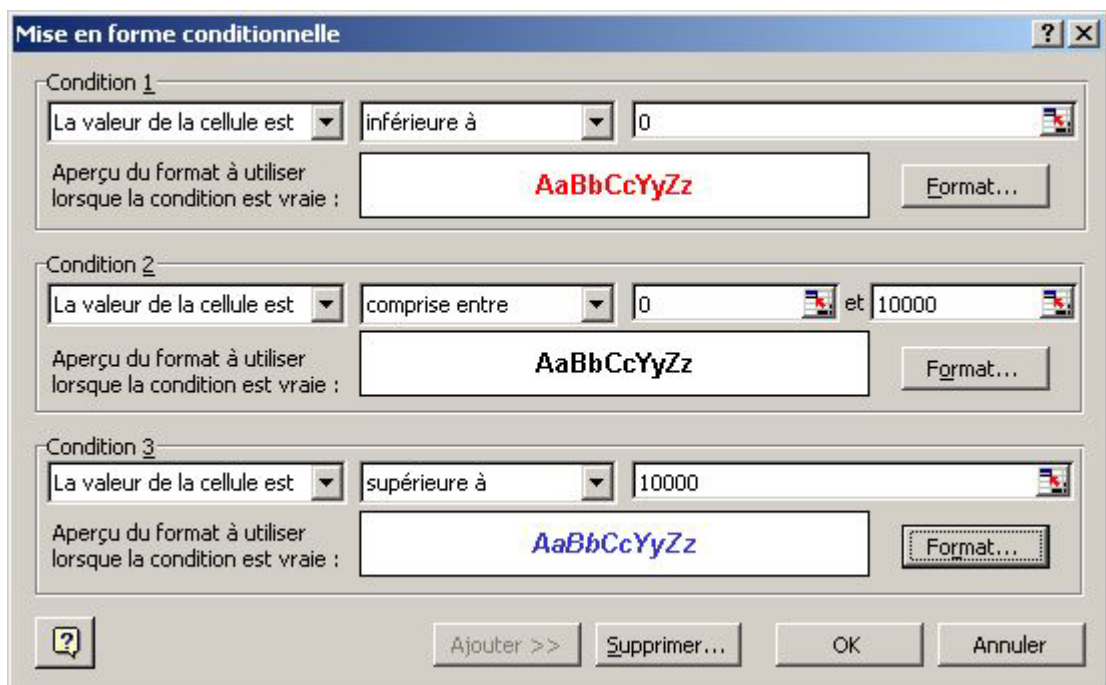 Mise en forme conditionnelle
Condition 1
La valeur de la cellule est inférieure à 0
Aperçu du format à utiliser
lorsque la condition est vraie :
AaBbCcYyZz
Format...
Condition 2
La valeur de la cellule est comprise entre 0 et 10000
Aperçu du format à utiliser
lorsque la condition est vraie :
AaBbCcYyZz
Format...
Condition 3
La valeur de la cellule est supérieure à 10000
Aperçu du format à utiliser
lorsque la condition est vraie :
AaBbCcYyZz
Format...
Ajouter >> Supprimer... OK Annuler